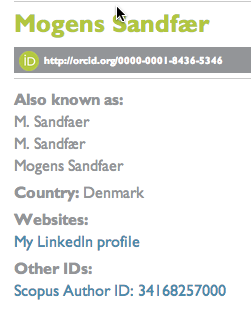 Mogens Sandfær
iD http://orcid.org/0000-0001-8436-5346
Also known as:
M. Sandfaer
M. Sandfær
Mogens Sandfaer
Country: Denmark
Websites:
My LinkedIn profile
Other IDs:
Scopus Author ID: 34168257000